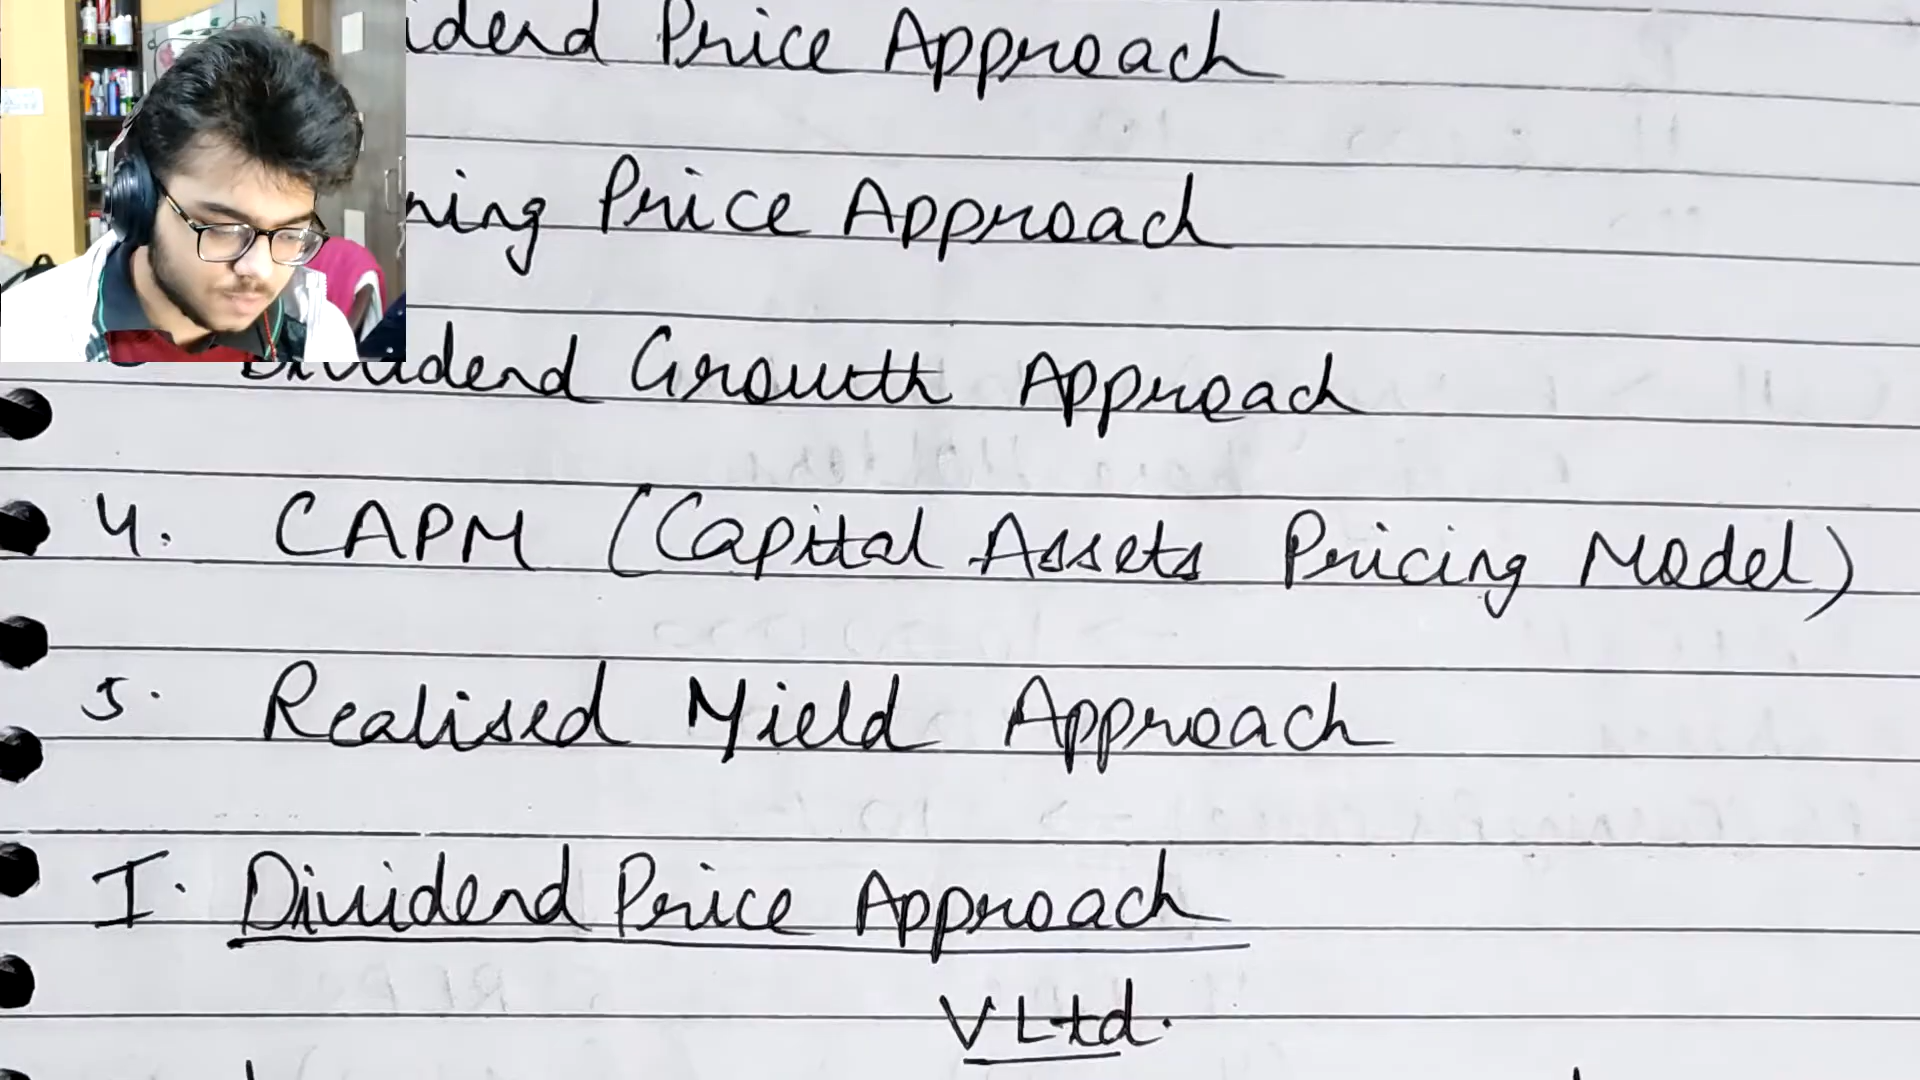 idend Price Approach
ning Price Approach
Dividend Growth Approach
4. CAPM (Capital Assets Pricing Model)
5. Realised Yield Approach
I. Dividend Price Approach
V Ltd.